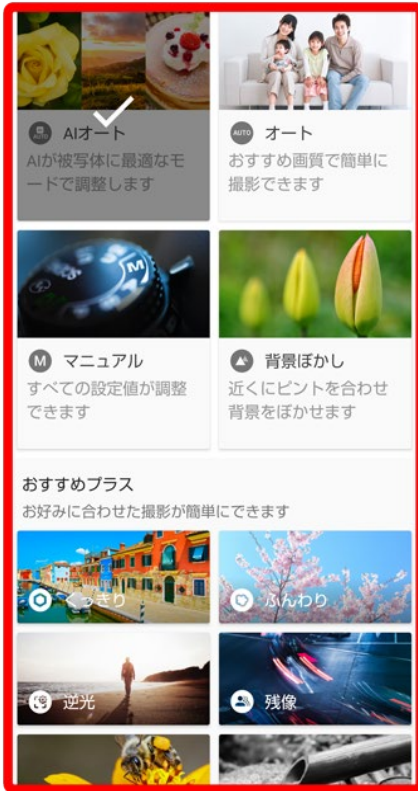 AIオート
AIが被写体に最適なモ
ードで調整します
AUTO
オート
おすすめ画質で簡単に
撮影できます
M
マニュアル
すべての設定値が調整
できます
背景ぼかし
近くにピントを合わせ
背景をぼかせます
おすすめプラス
お好みに合わせた撮影が簡単にできます
くっきり
ふんわり
逆光
残像